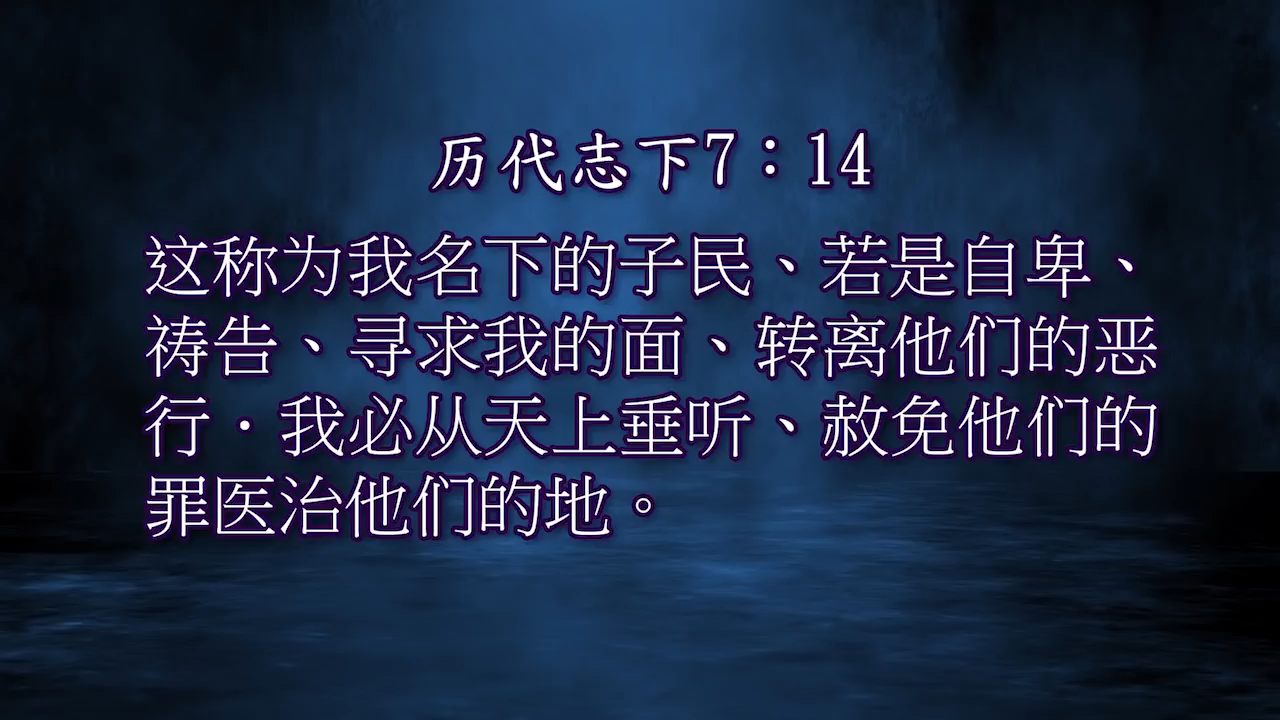 历代志下7：14
这称为我名下的子民、若是自卑、
祷告、寻求我的面、转离他们的恶
行．我必从天上垂听、赦免他们的
罪医治他们的地。